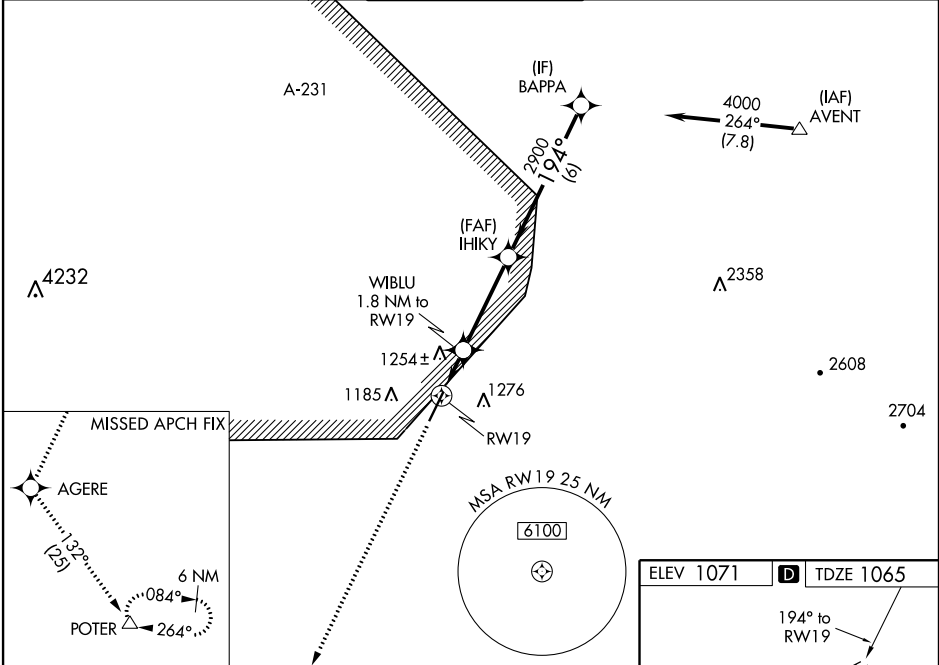 A-231
(IF)
BAPPA
4000
264°
(7.8)
(IAF)
AVENT
2900
194°
(6)
(FAF)
IHIKY
4232
WIBLU
1.8 NM to
RW19
2358
1254±
1185
1276
2608
2704
RW19
MISSED APCH FIX
AGERE
132°
(25)
6 NM
084°
264°
POTER
MSA RW19 25 NM
6100
ELEV 1071
D
TDZE 1065
194° to
RW19